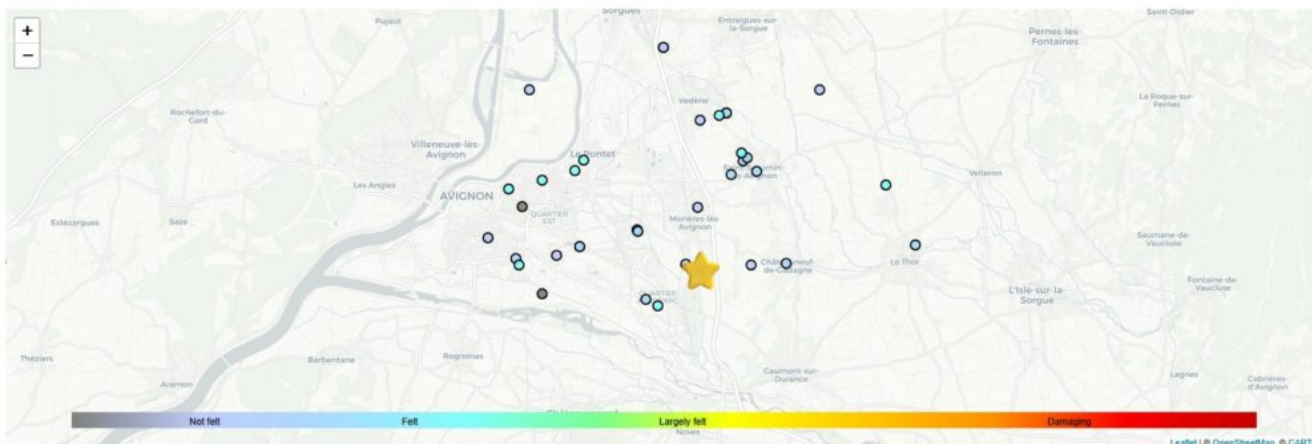 +
−
Pujaut
Sorgues
Entraigues-sur
la-Sorgue
Saint-Didier
Pernes-les
Fontaines
La Roque-sur
Pernes
Rochefort-du
Gard
Vedène
Villeneuve-lès
Avignon
Le Pontet
Les Angles
Velleron
AVIGNON
QUARTIER
EST
Morières-lès
Avignon
Estézargues
Saze
Saumane-de
Vaucluse
Châteauneuf
de-Gadagne
Le Thor
Fontaine-de
Vaucluse
L'Isle-sur-la
Sorgue
QUARTIER
Théziers
Barbentane
Rognonas
Caumont-sur
Durance
Aramon
Lagnes
Cabrières
d'Avignon
Not felt
Felt
Largely felt
Damaging
Noves
Leaflet | © OpenStreetMap, ©